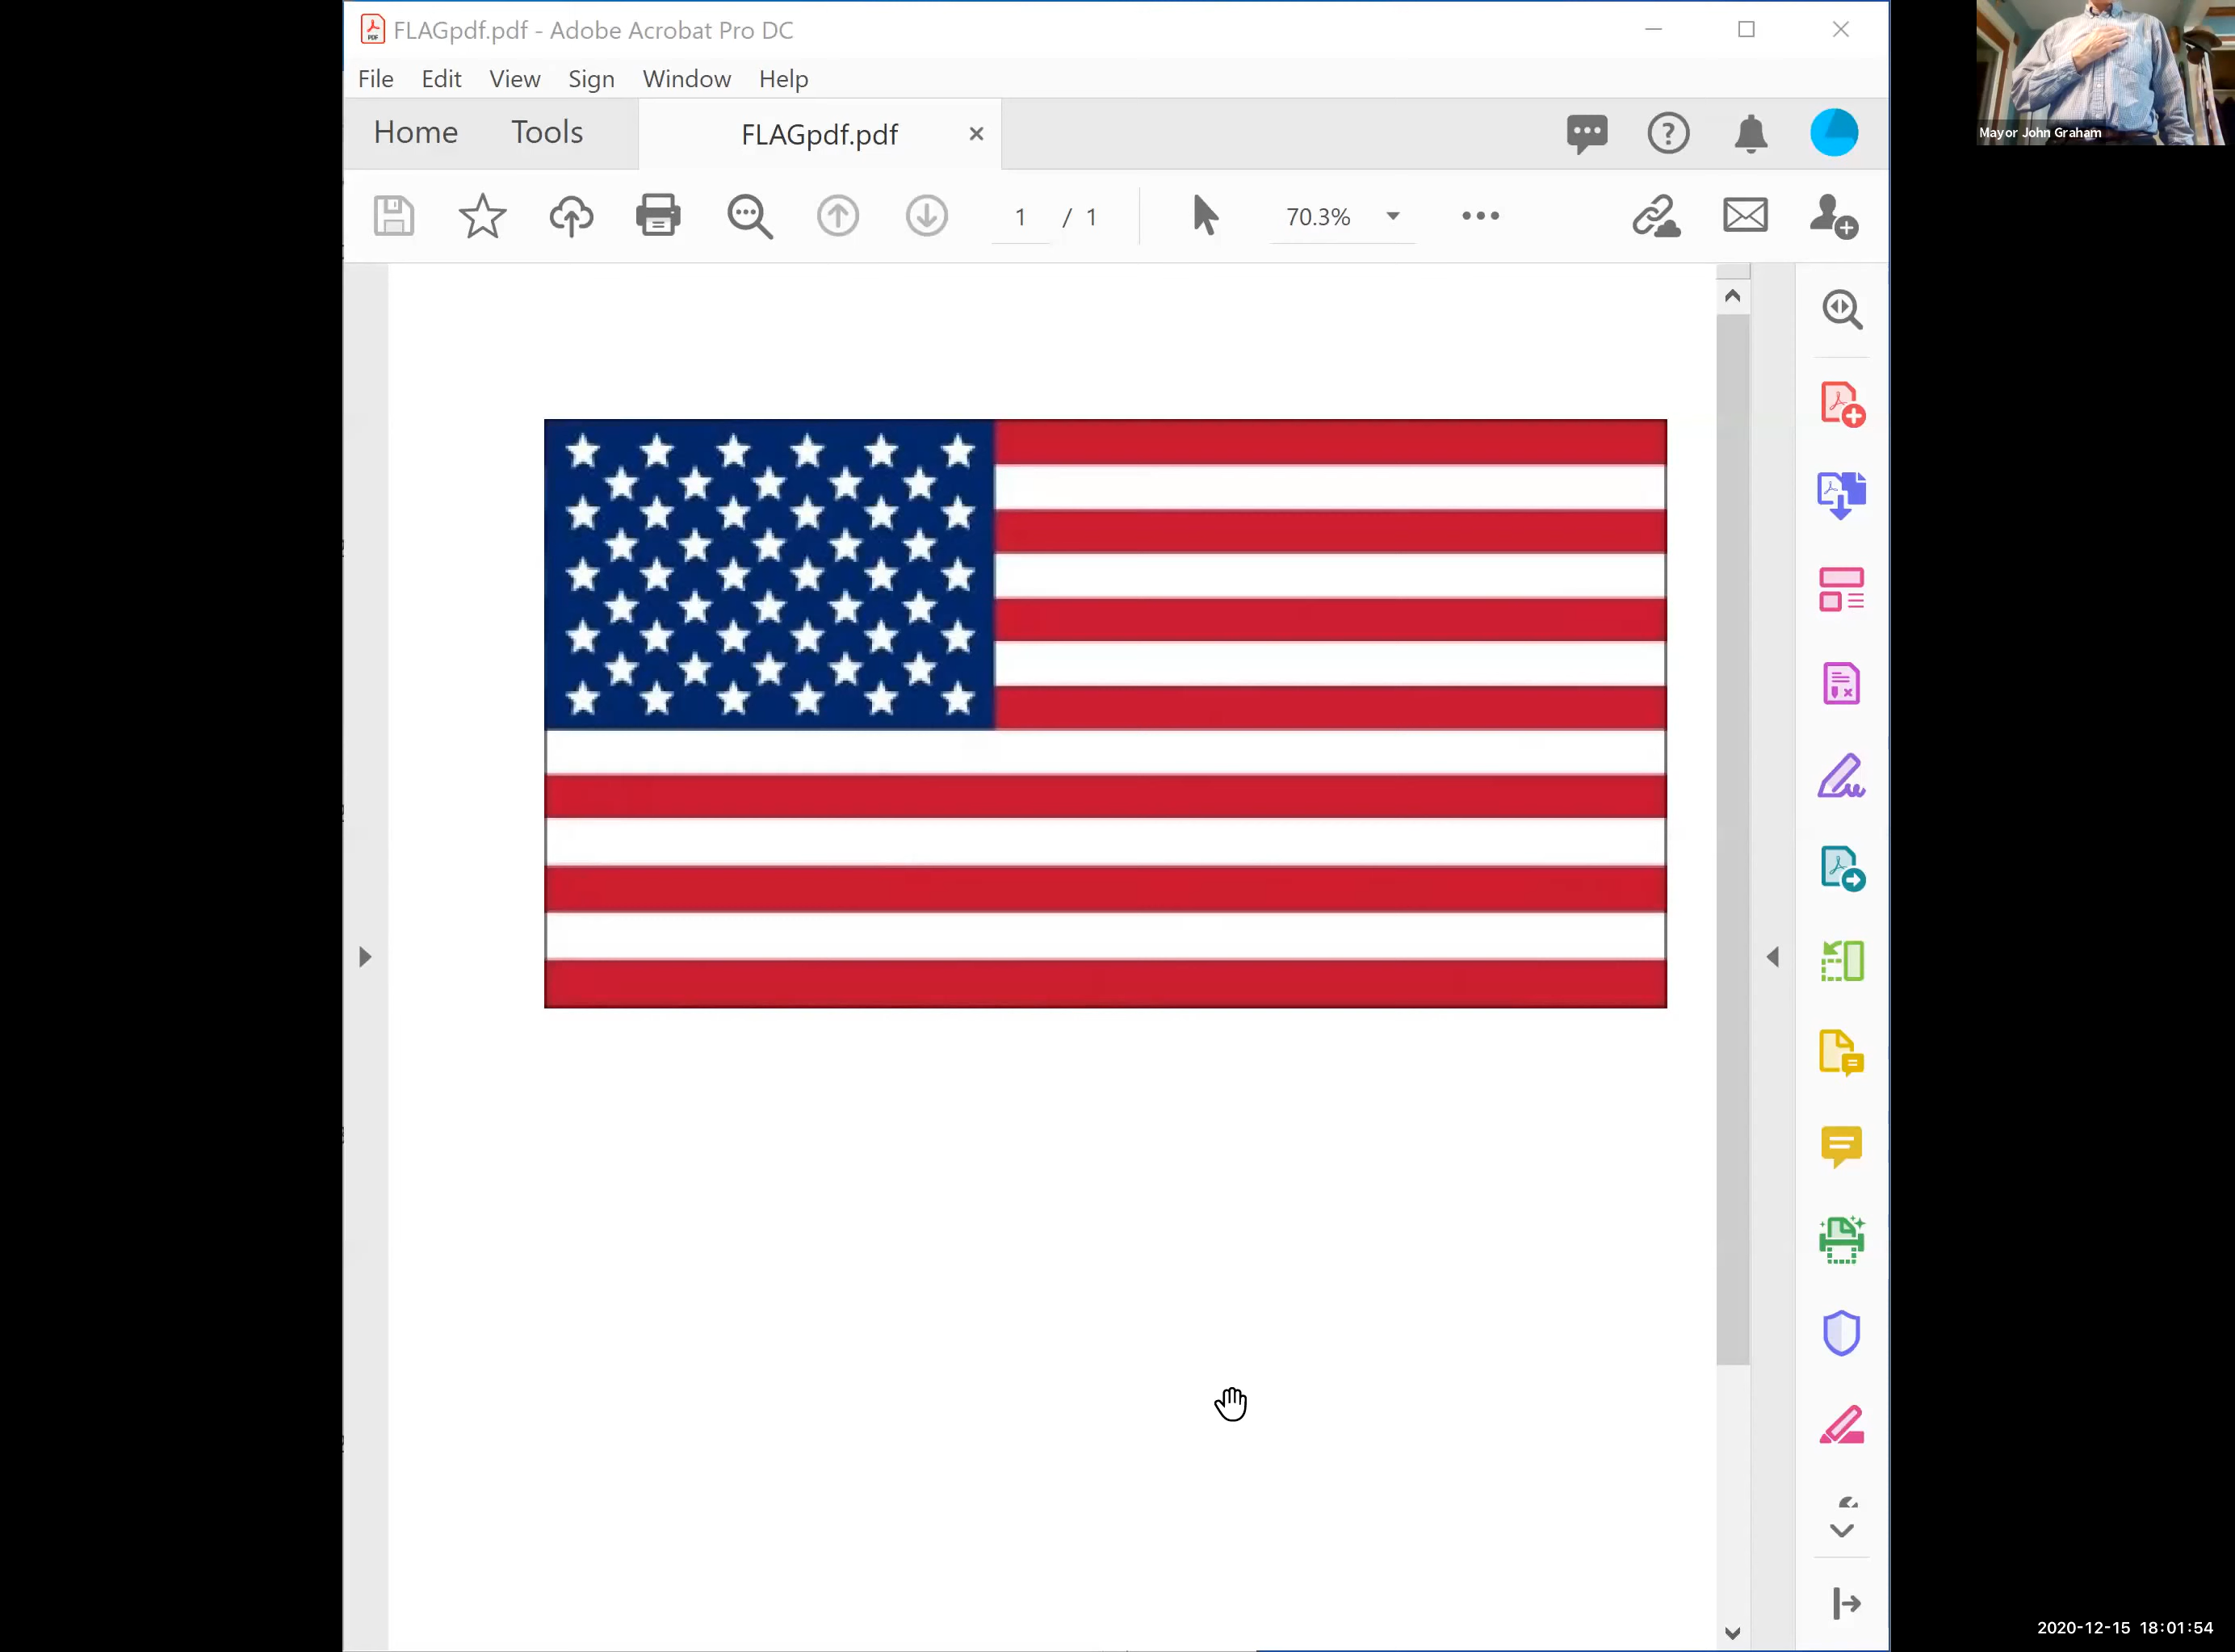 FLAGpdf.pdf - Adobe Acrobat Pro DC
File Edit View Sign Window Help
Home Tools FLAGpdf.pdf
1 / 1 70.3%
Mayor John Graham
2020-12-15 18:01:54